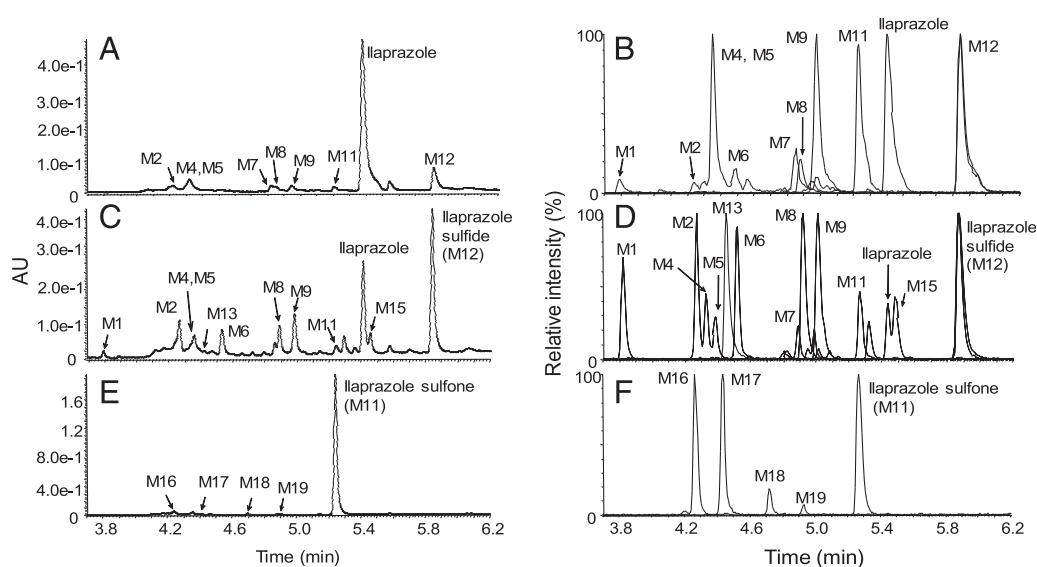 A
Ilaprazole
4.0e-1
3.0e-1
2.0e-1
1.0e-1
0
M2
M4,M5
M7
M8
M9
M11
M12
B
100
0
M1
M2
M4, M5
M6
M7
M8
M9
M11
Ilaprazole
M12
C
4.0e-1
3.0e-1
2.0e-1
1.0e-1
0
M1
M2
M4,M5
M13
M6
M8
M9
M11
Ilaprazole
M15
Ilaprazole
sulfide
(M12)
AU
D
100
0
M1
M2
M4
M5
M13
M6
M7
M8
M9
M11
Ilaprazole
M15
Ilaprazole
sulfide
(M12)
Relative intensity (%)
E
1.6
1.2
8.0e-1
4.0e-1
0
M16
M17
M18
M19
Ilaprazole sulfone
(M11)
3.8 4.2 4.6 5.0 5.4 5.8 6.2
Time (min)
F
100
0
M16
M17
M18
M19
Ilaprazole sulfone
(M11)
3.8 4.2 4.6 5.0 5.4 5.8 6.2
Time (min)